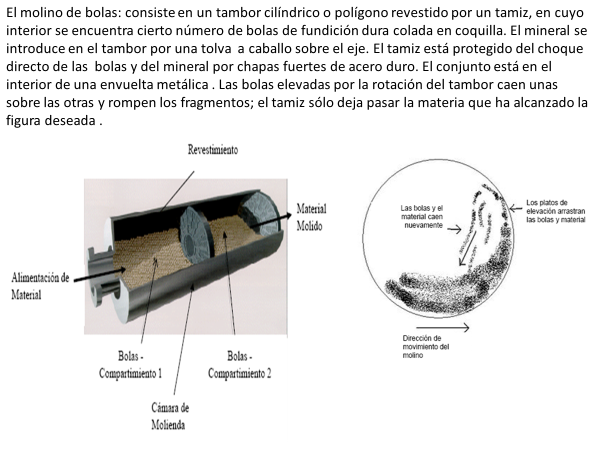 El molino de bolas: consiste en un tambor cilíndrico o polígono revestido por un tamiz, en cuyo
interior se encuentra cierto número de bolas de fundición dura colada en coquilla. El mineral se
introduce en el tambor por una tolva a caballo sobre el eje. El tamiz está protegido del choque
directo de las bolas y del mineral por chapas fuertes de acero duro. El conjunto está en el
interior de una envuelta metálica . Las bolas elevadas por la rotación del tambor caen unas
sobre las otras y rompen los fragmentos; el tamiz sólo deja pasar la materia que ha alcanzado la
figura deseada .
Revestimiento
Material
Molido
Alimentación de
Material
Bolas -
Compartimiento 1
Bolas -
Compartimiento 2
Cámara de
Molienda
Las bolas y el
material caen
nuevamente
Los platos de
elevación arrastran
las bolas y material
Dirección de
movimiento del
molino